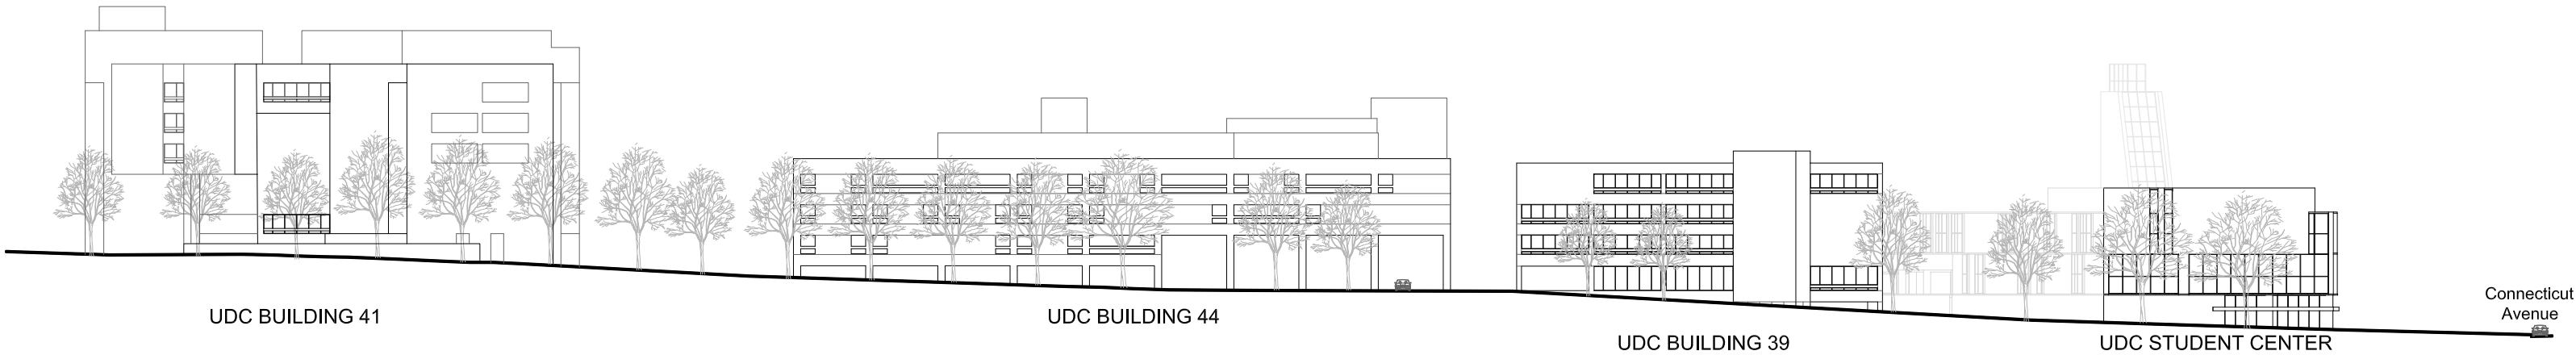 UDC BUILDING 41
UDC BUILDING 44
UDC BUILDING 39
UDC STUDENT CENTER
Connecticut
Avenue